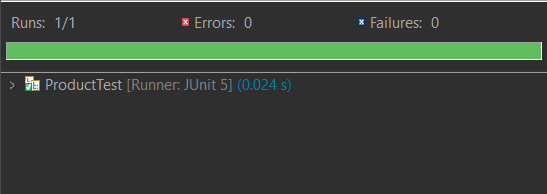 Runs: 1/1 Errors: 0 Failures: 0
ProductTest [Runner: JUnit 5] (0.024 s)